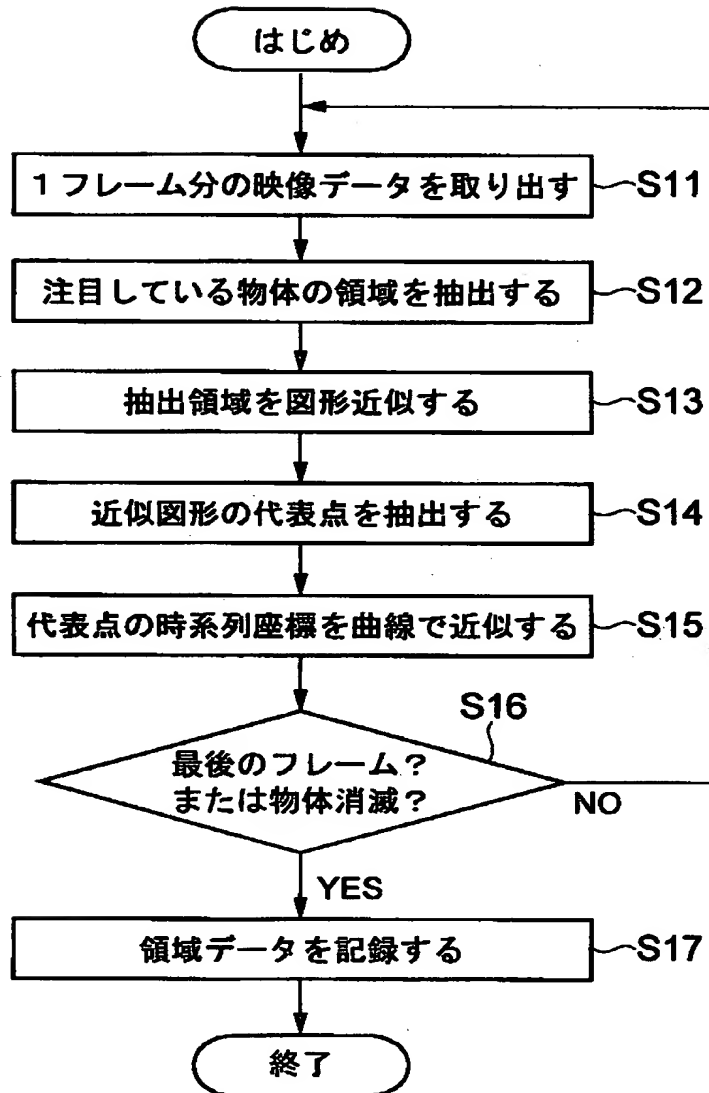 はじめ
1フレーム分の映像データを取り出す
S11
注目している物体の領域を抽出する
S12
抽出領域を図形近似する
S13
近似図形の代表点を抽出する
S14
代表点の時系列座標を曲線で近似する
S15
S16
最後のフレーム?
または物体消滅?
NO
YES
領域データを記録する
S17
終了